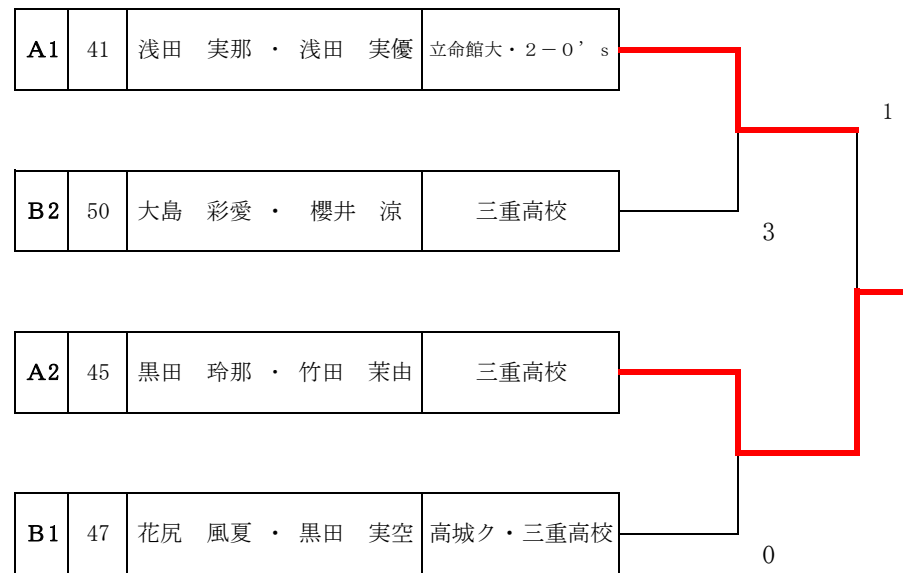 A1 41 浅田 実那 ・ 浅田 実優 立命館大・2－0’s
1
B2 50 大島 彩愛 ・ 櫻井 涼 三重高校
3
A2 45 黒田 玲那 ・ 竹田 茉由 三重高校
B1 47 花尻 風夏 ・ 黒田 実空 高城ク・三重高校
0